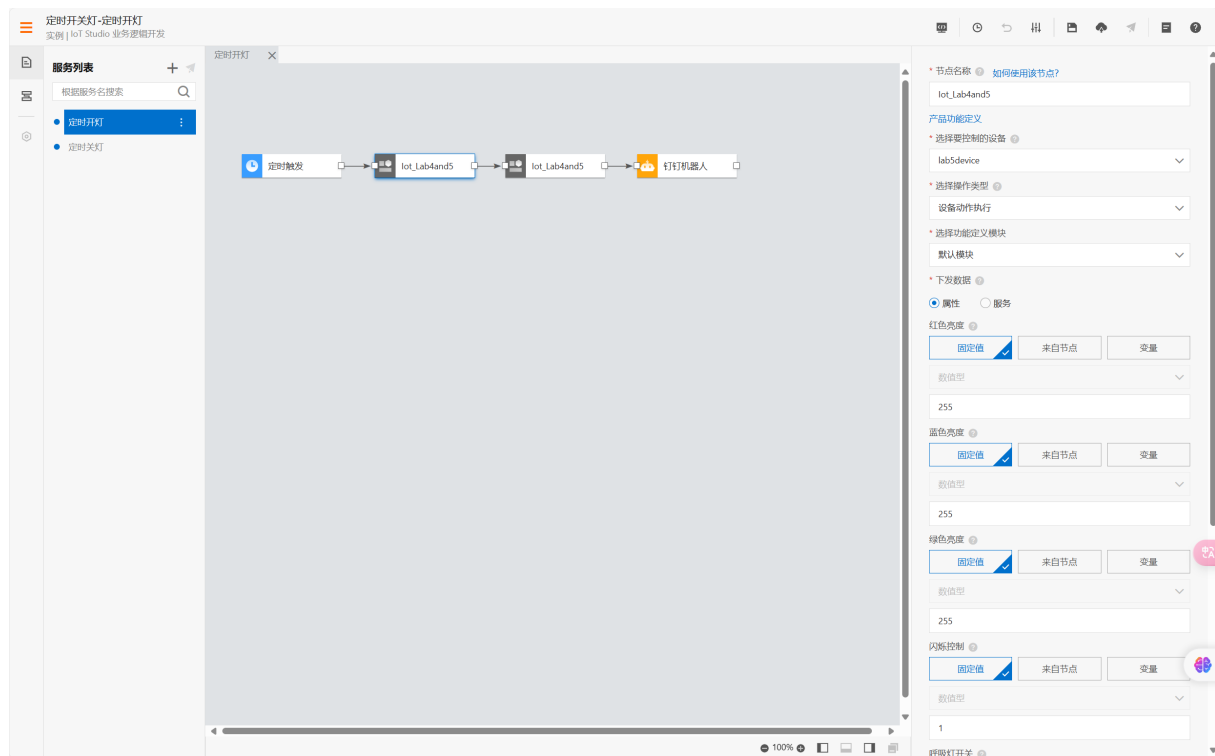 定时开关灯-定时开灯
实例 | IoT Studio 业务逻辑开发
服务列表
根据服务名搜索
定时开灯
定时关灯
定时开灯
定时触发
Iot_Lab4and5
Iot_Lab4and5
钉钉机器人
100%
* 节点名称 如何使用该节点?
Iot_Lab4and5
产品功能定义
* 选择要控制的设备
lab5device
* 选择操作类型
设备动作执行
* 选择功能定义模块
默认模块
* 下发数据
属性 服务
红色亮度
固定值 来自节点 变量
数值型
255
蓝色亮度
固定值 来自节点 变量
数值型
255
绿色亮度
固定值 来自节点 变量
数值型
255
闪烁控制
固定值 来自节点 变量
数值型
1
呼吸灯开关